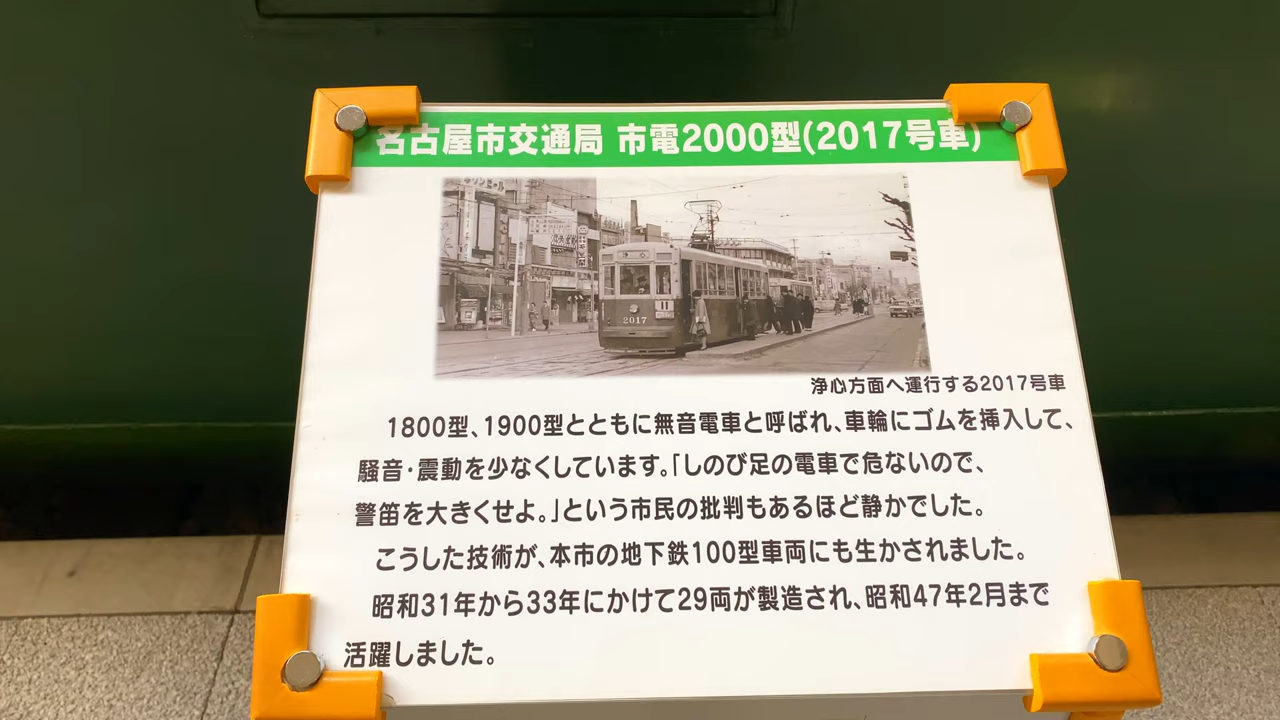 名古屋市交通局 市電2000型(2017号車)
11
2017
浄心方面へ運行する2017号車
1800型、1900型とともに無音電車と呼ばれ、車輪にゴムを挿入して、
騒音・震動を少なくしています。「しのび足の電車で危ないので、
警笛を大きくせよ。」という市民の批判もあるほど静かでした。
こうした技術が、本市の地下鉄100型車両にも生かされました。
昭和31年から33年にかけて29両が製造され、昭和47年2月まで
活躍しました。